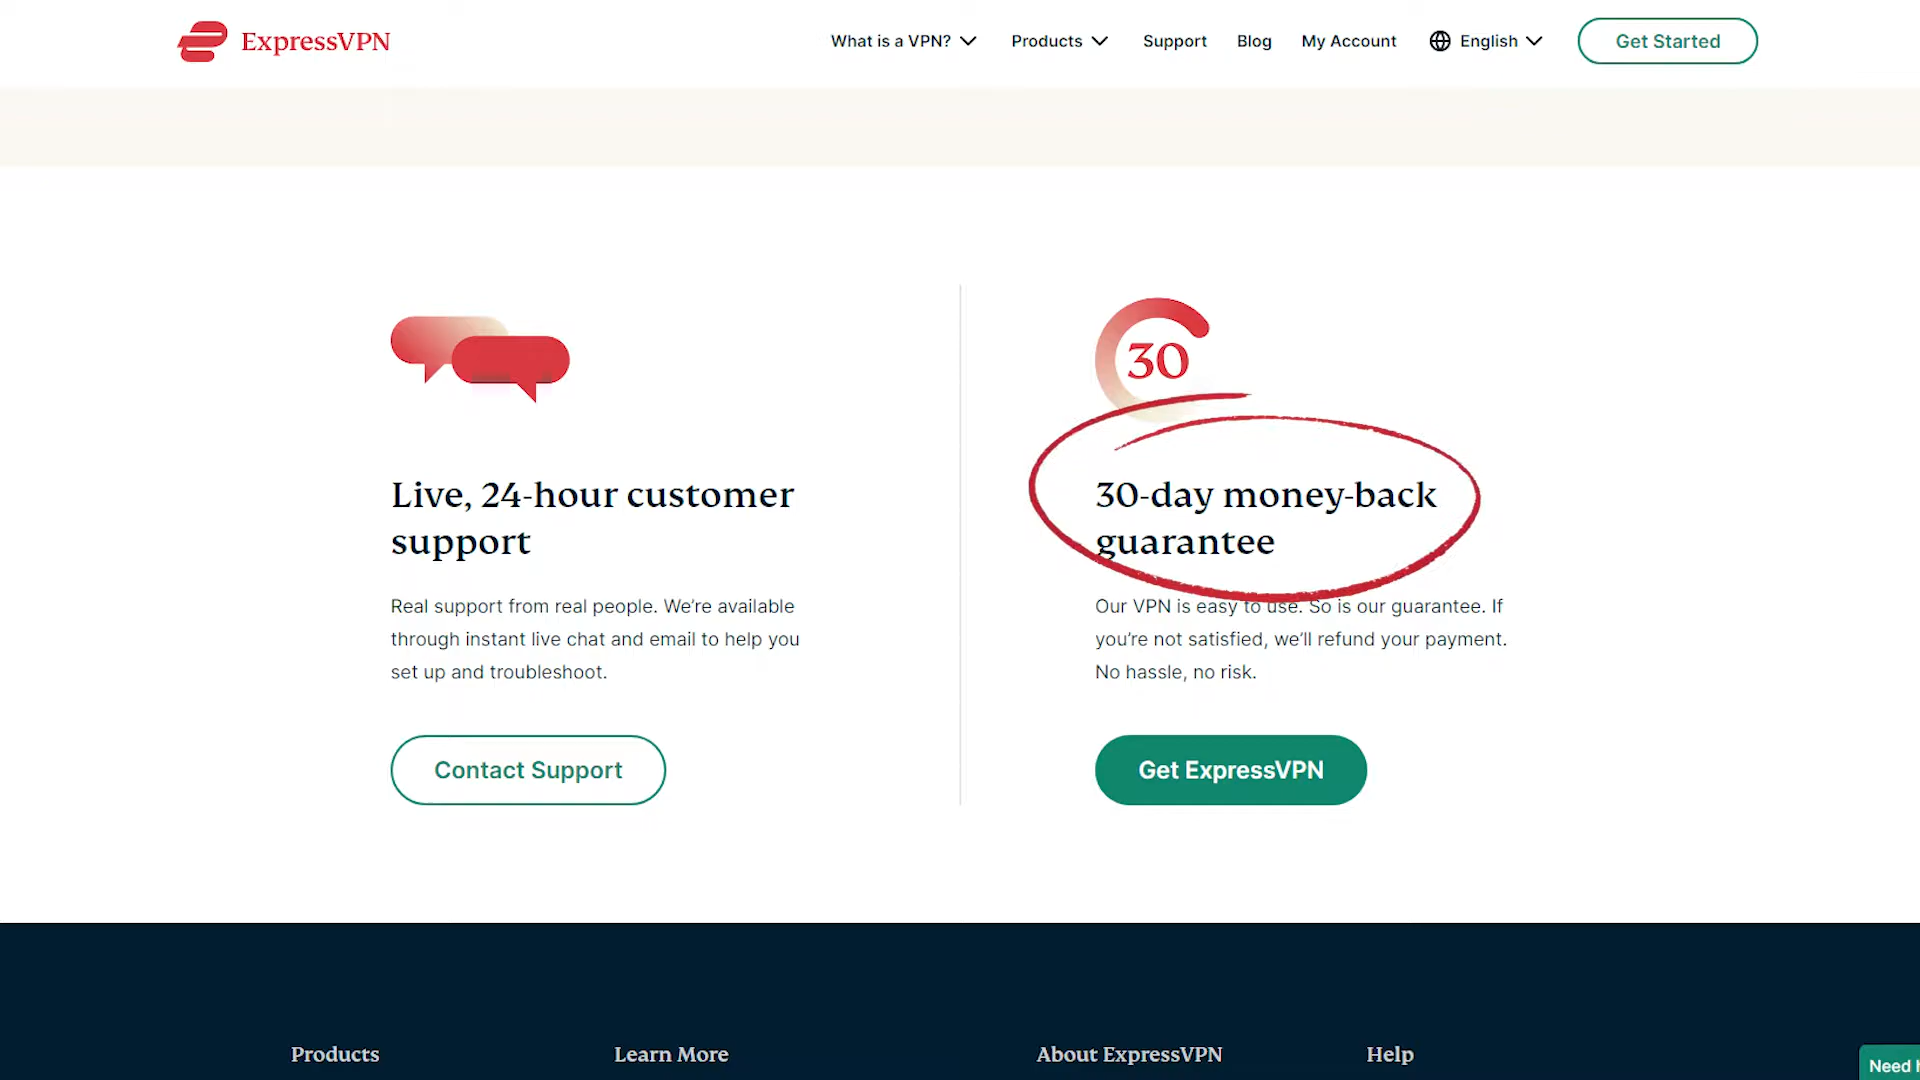 ExpressVPN
What is a VPN?
Products
Support
Blog
My Account
English
Get Started
30
Live, 24-hour customer
support
Real support from real people. We’re available
through instant live chat and email to help you
set up and troubleshoot.
Contact Support
30-day money-back
guarantee
Our VPN is easy to use. So is our guarantee. If
you’re not satisfied, we’ll refund your payment.
No hassle, no risk.
Get ExpressVPN
Products
Learn More
About ExpressVPN
Help
Need